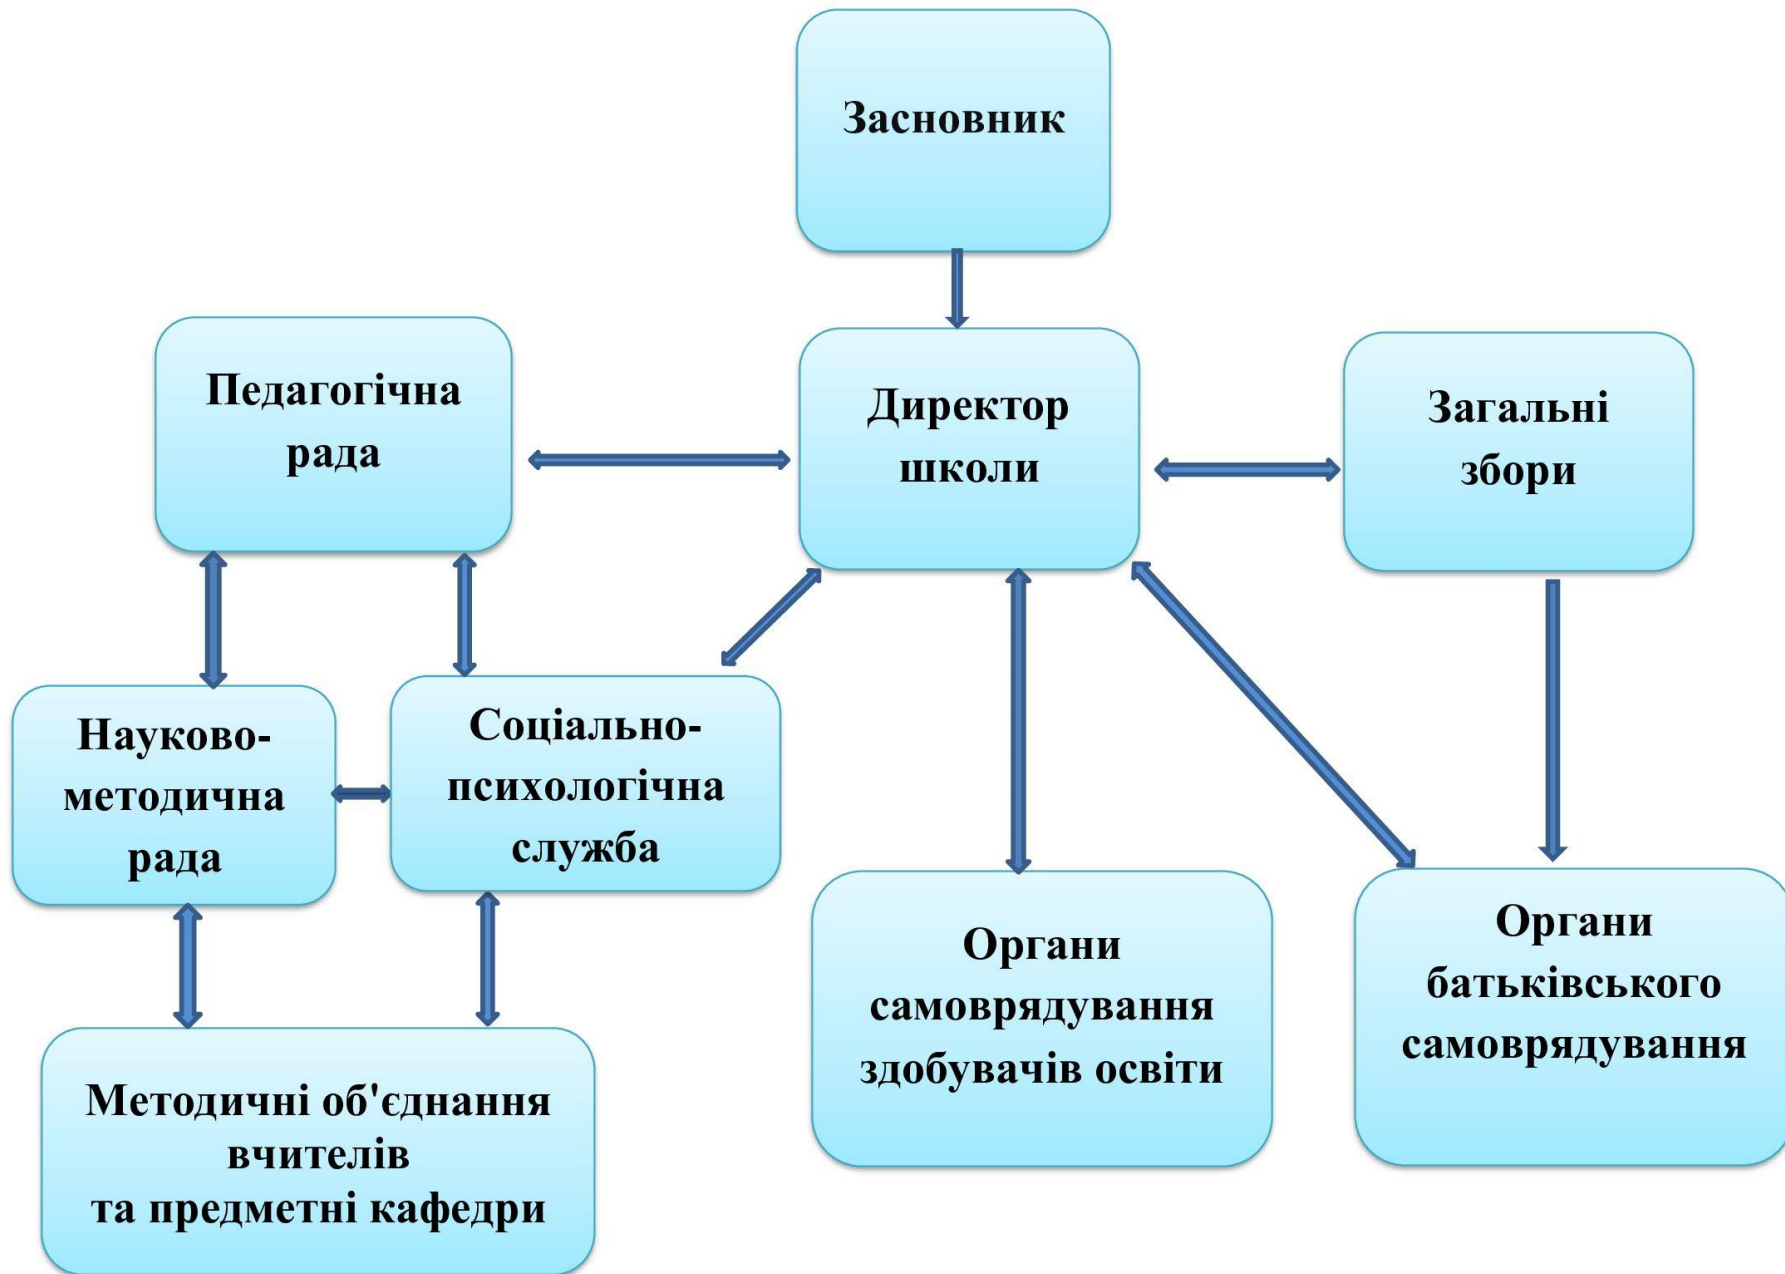 Засновник
Педагогічна
рада
Директор
школи
Загальні
збори
Науково-
методична
рада
Соціально-
психологічна
служба
Органи
самоврядування
здобувачів освіти
Органи
батьківського
самоврядування
Методичні об'єднання
вчителів
та предметні кафедри